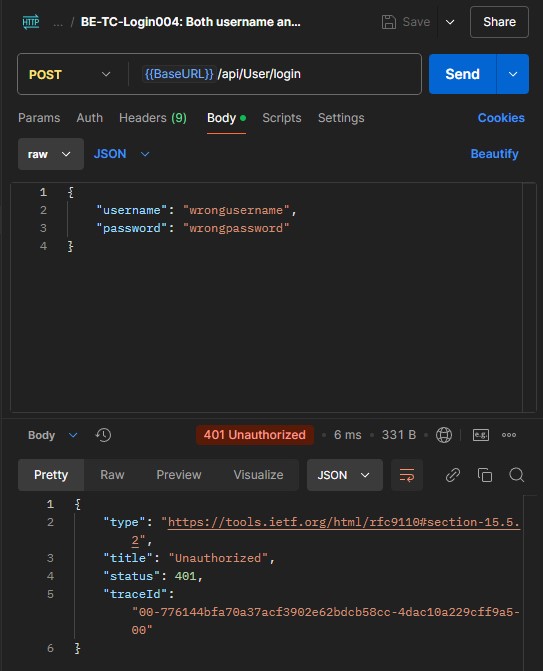 HTTP ... / BE-TC-Login004: Both username an... Save Share
POST {{BaseURL}} /api/User/login Send
Params Auth Headers (9) Body Scripts Settings Cookies
raw JSON Beautify
1 {
2 "username": "wrongusername",
3 "password": "wrongpassword"
4 }
Body 401 Unauthorized • 6 ms • 331 B • e.g.
Pretty Raw Preview Visualize JSON
1 {
2 "type": "https://tools.ietf.org/html/rfc9110#section-15.5.
2",
3 "title": "Unauthorized",
4 "status": 401,
5 "traceId":
"00-776144bfa70a37acf3902e62bdcb58cc-4dac10a229cff9a5-
00"
6 }